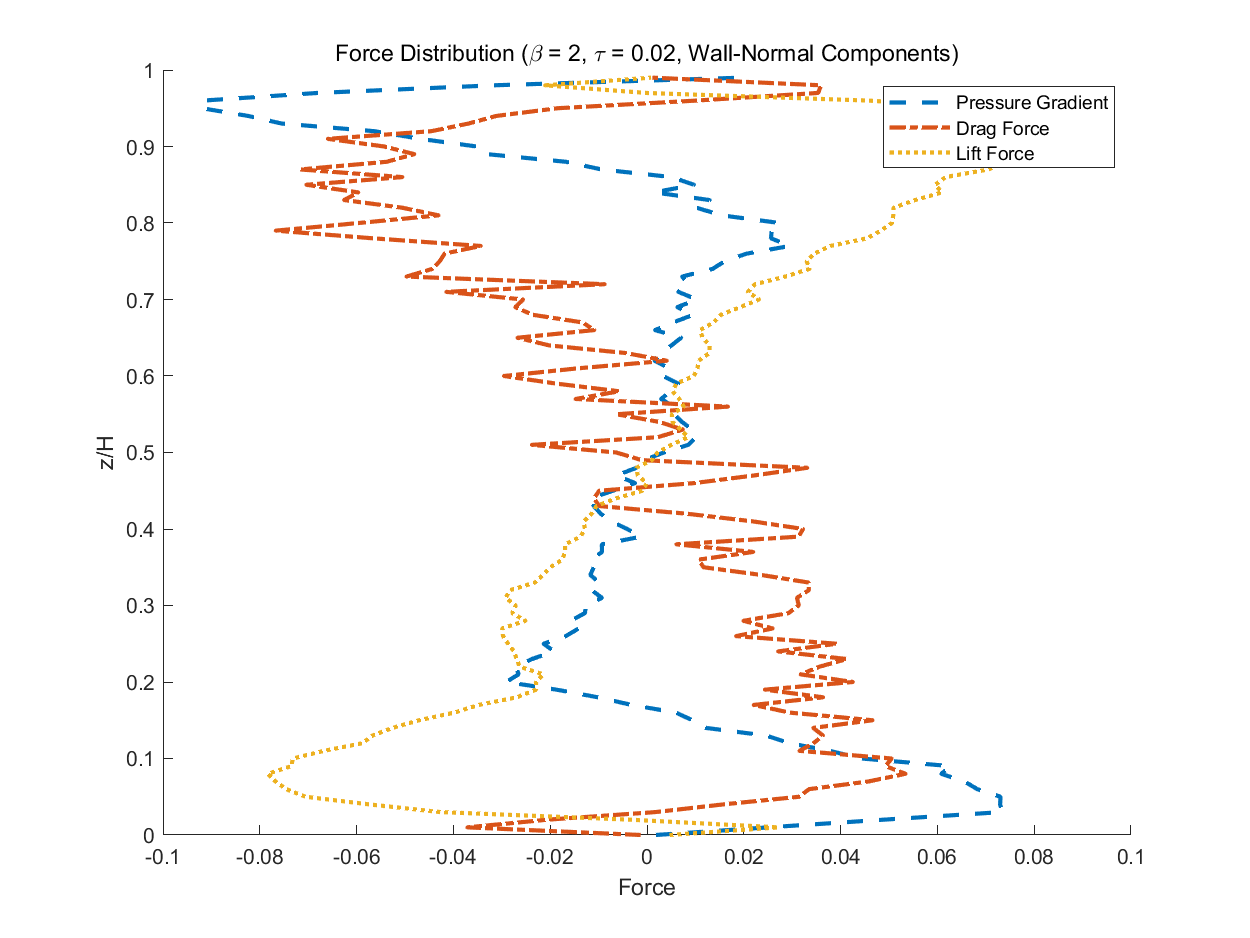 Force Distribution (β = 2, τ = 0.02, Wall-Normal Components)
1
0.9
0.8
0.7
0.6
0.5
0.4
0.3
0.2
0.1
0
z/H
Pressure Gradient
Drag Force
Lift Force
-0.1 -0.08 -0.06 -0.04 -0.02 0 0.02 0.04 0.06 0.08 0.1
Force